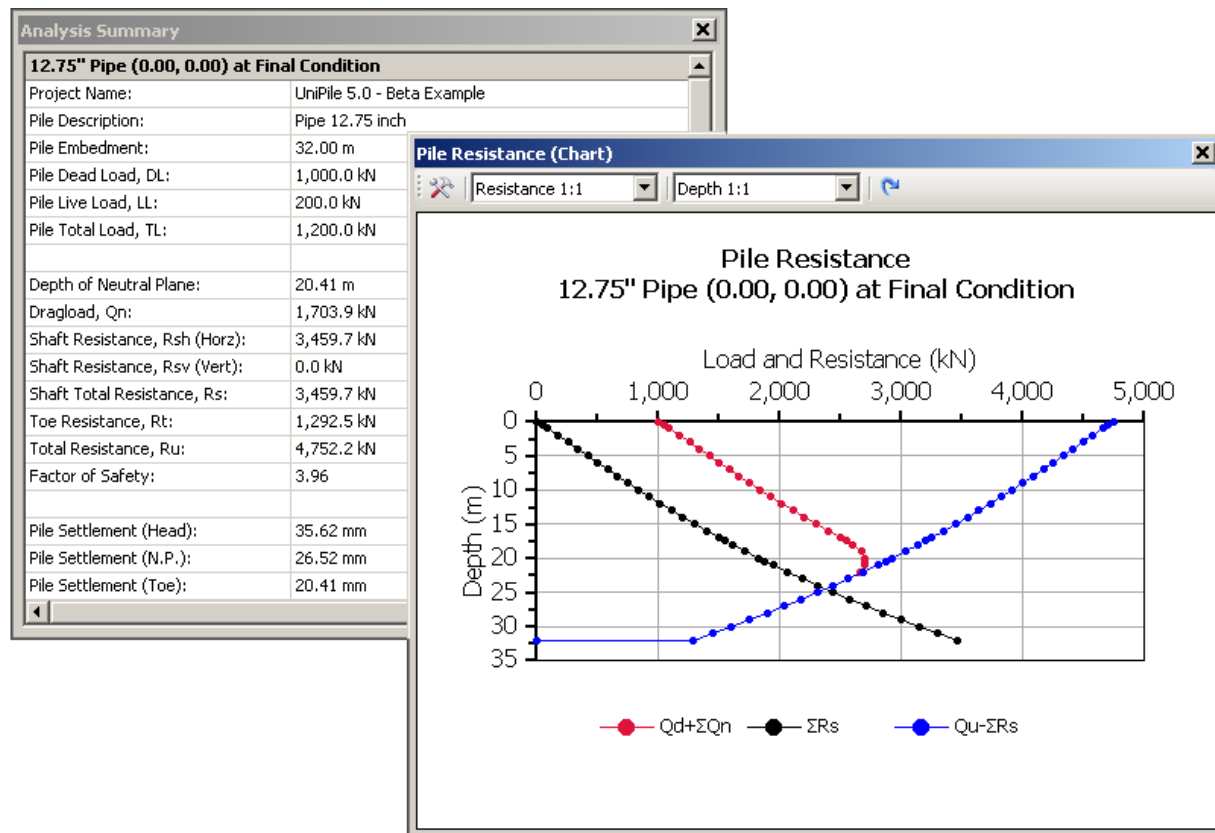 Analysis Summary
12.75" Pipe (0.00, 0.00) at Final Condition
Project Name: UniPile 5.0 - Beta Example
Pile Description: Pipe 12.75 inch
Pile Embedment: 32.00 m
Pile Dead Load, DL: 1,000.0 kN
Pile Live Load, LL: 200.0 kN
Pile Total Load, TL: 1,200.0 kN
Depth of Neutral Plane: 20.41 m
Dragload, Qn: 1,703.9 kN
Shaft Resistance, Rsh (Horz): 3,459.7 kN
Shaft Resistance, Rsv (Vert): 0.0 kN
Shaft Total Resistance, Rs: 3,459.7 kN
Toe Resistance, Rt: 1,292.5 kN
Total Resistance, Ru: 4,752.2 kN
Factor of Safety: 3.96
Pile Settlement (Head): 35.62 mm
Pile Settlement (N.P.): 26.52 mm
Pile Settlement (Toe): 20.41 mm
Pile Resistance (Chart)
Resistance 1:1 Depth 1:1
Pile Resistance
12.75" Pipe (0.00, 0.00) at Final Condition
Load and Resistance (kN)
0 1,000 2,000 3,000 4,000 5,000
Depth (m)
0
5
10
15
20
25
30
35
Qd+ΣQn ΣRs Qu-ΣRs